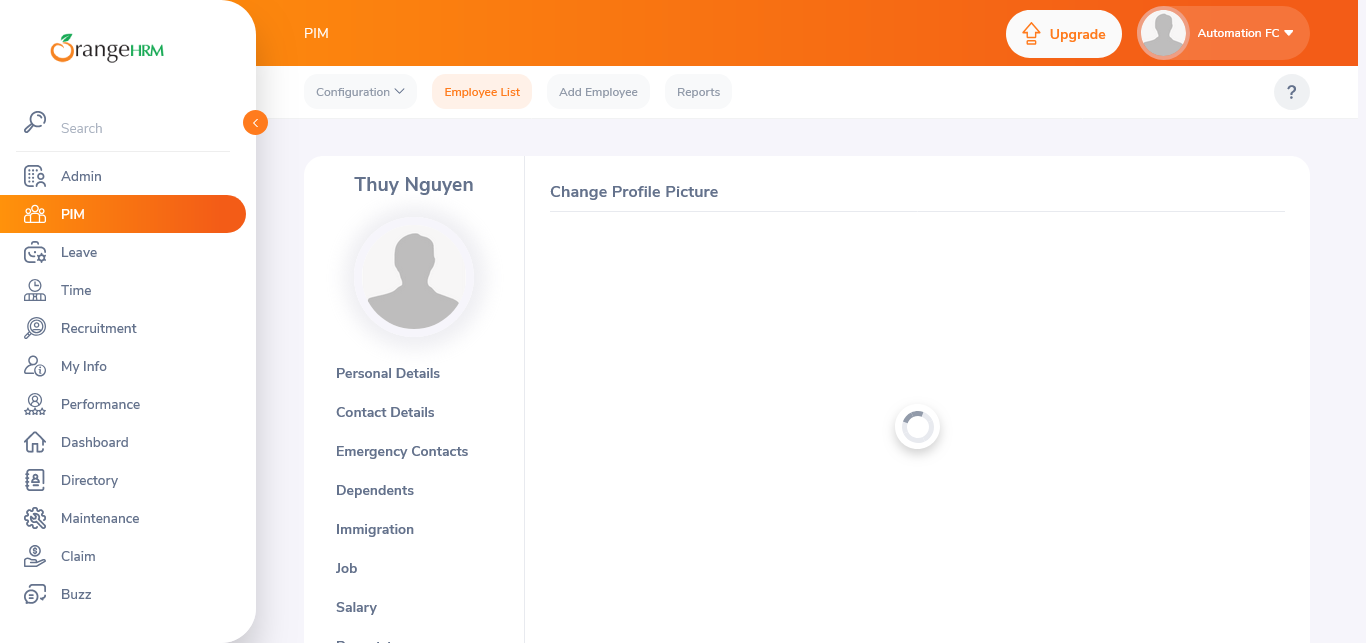 OrangeHRM
PIM
Upgrade
Automation FC
Configuration
Employee List
Add Employee
Reports
?
Search
Admin
PIM
Leave
Time
Recruitment
My Info
Performance
Dashboard
Directory
Maintenance
Claim
Buzz
Thuy Nguyen
Personal Details
Contact Details
Emergency Contacts
Dependents
Immigration
Job
Salary
Change Profile Picture